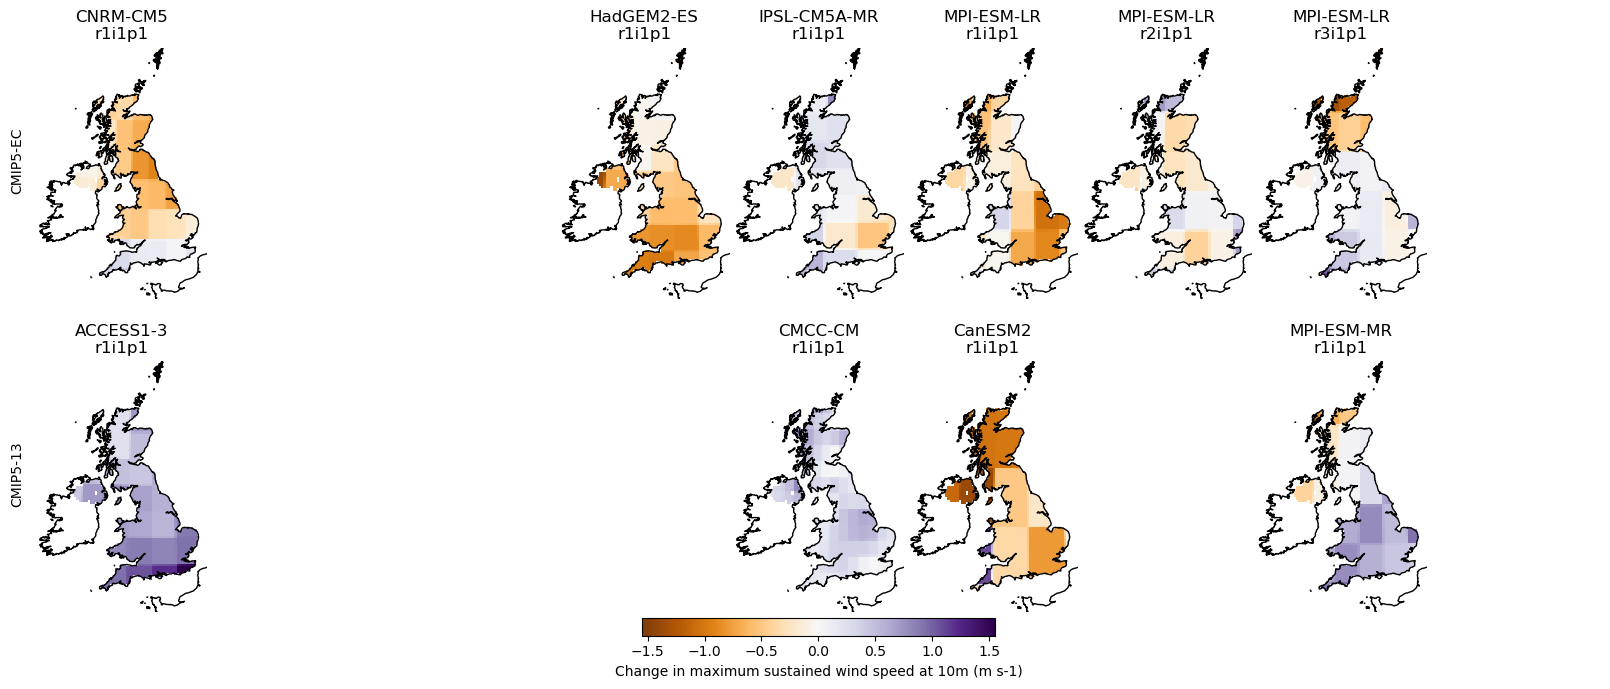 CNRM-CM5
r1i1p1
HadGEM2-ES
r1i1p1
IPSL-CM5A-MR
r1i1p1
MPI-ESM-LR
r1i1p1
MPI-ESM-LR
r2i1p1
MPI-ESM-LR
r3i1p1
CMIP5-EC
ACCESS1-3
r1i1p1
CMCC-CM
r1i1p1
CanESM2
r1i1p1
MPI-ESM-MR
r1i1p1
CMIP5-13
−1.5 −1.0 −0.5 0.0 0.5 1.0 1.5
Change in maximum sustained wind speed at 10m (m s-1)